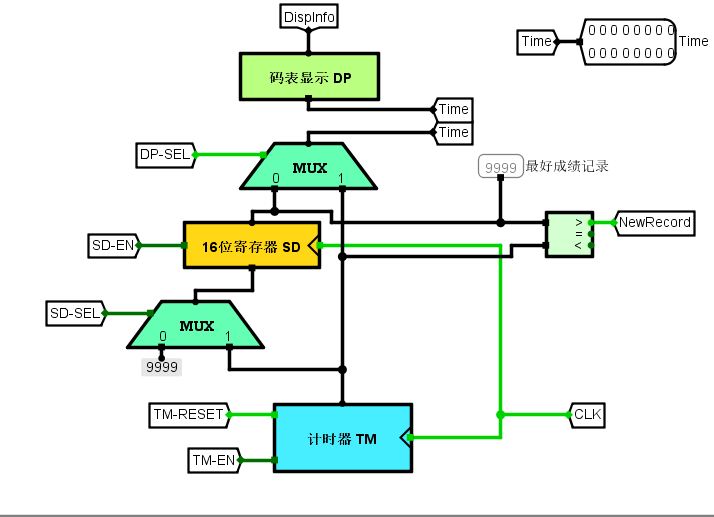 DispInfo
Time
00000000
00000000
Time
码表显示 DP
Time
Time
DP-SEL
MUX
0 1
9999
最好成绩记录
>
=
<
NewRecord
SD-EN
16位寄存器 SD
SD-SEL
MUX
0 1
9999
TM-RESET
计时器 TM
CLK
TM-EN